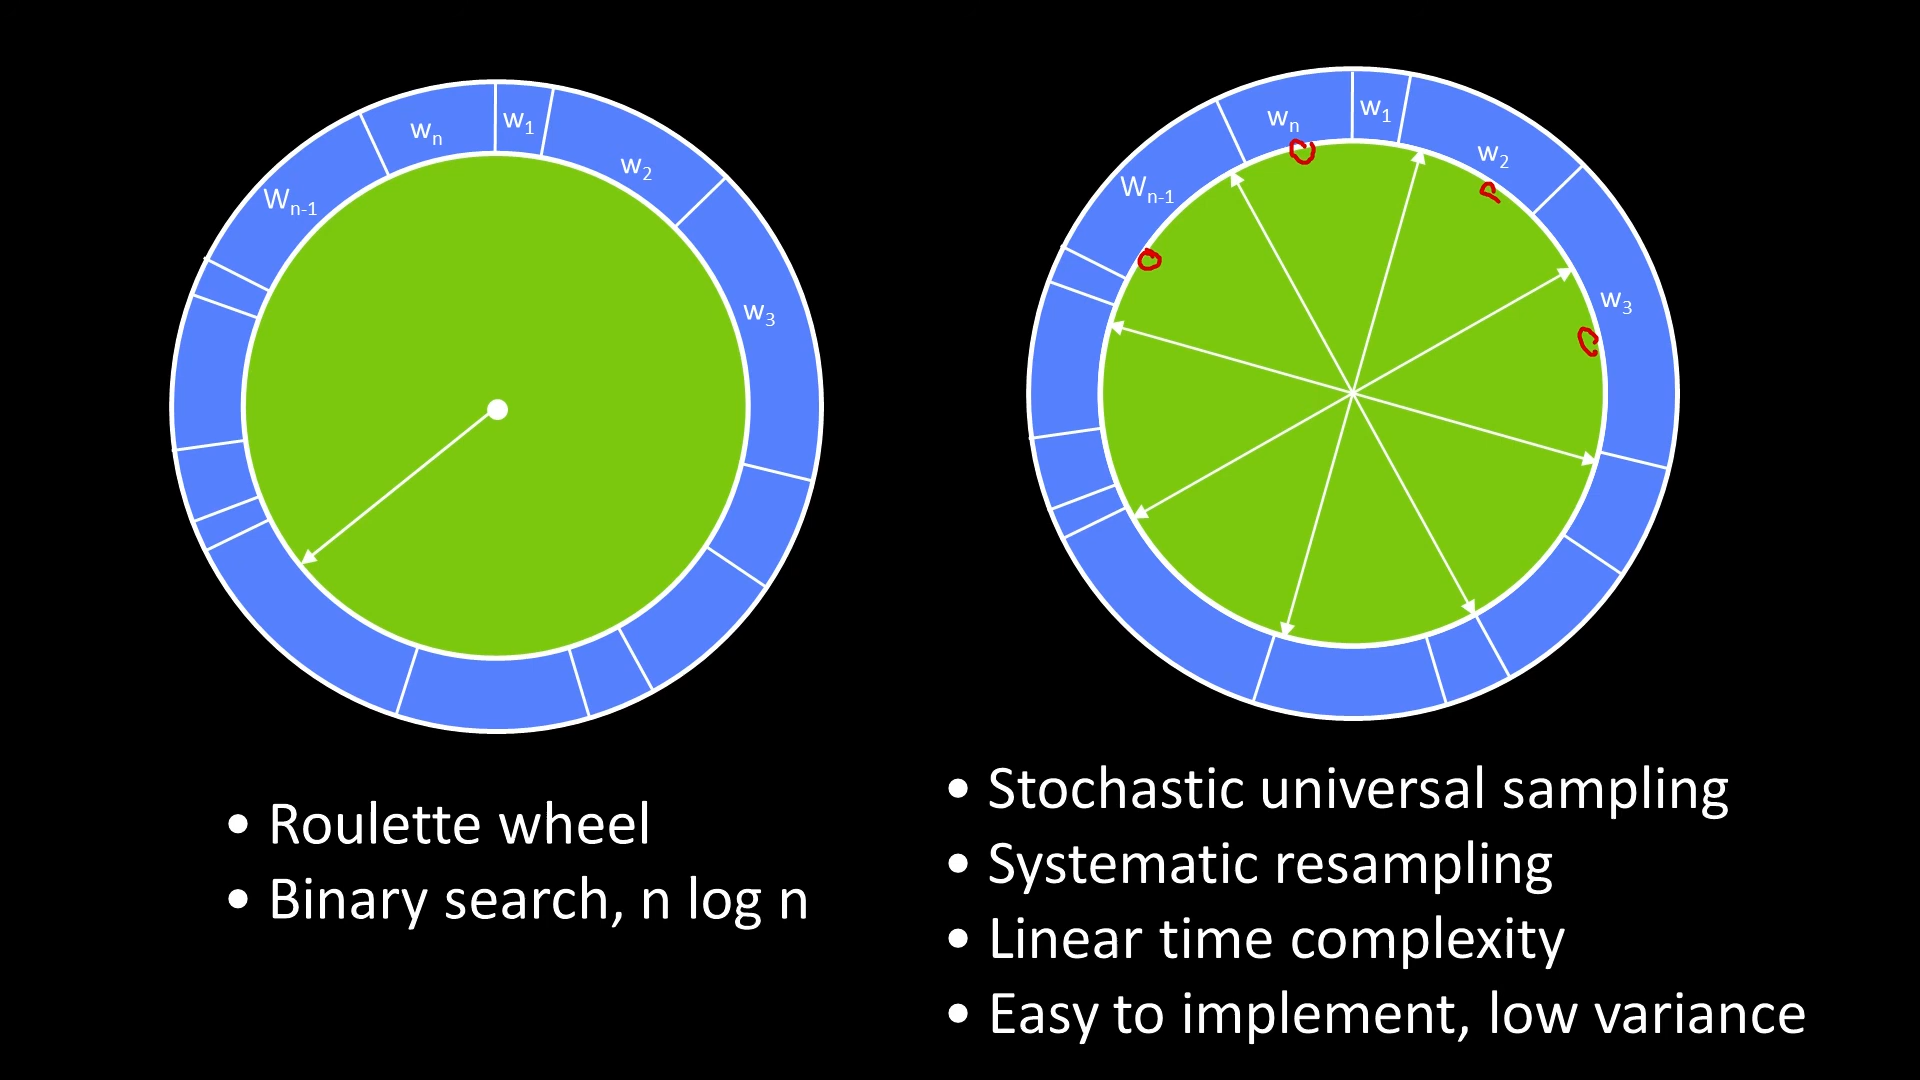 wn
w1
w2
Wn-1
w3
wn
w1
w2
Wn-1
w3
• Roulette wheel
• Binary search, n log n
• Stochastic universal sampling
• Systematic resampling
• Linear time complexity
• Easy to implement, low variance